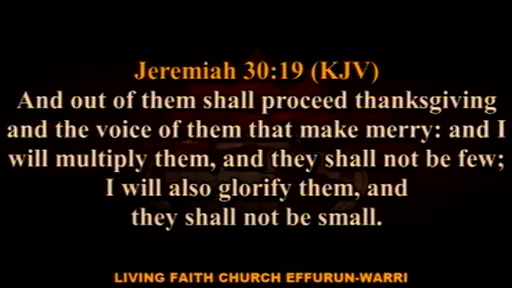 Jeremiah 30:19 (KJV)
And out of them shall proceed thanksgiving
and the voice of them that make merry: and I
will multiply them, and they shall not be few;
I will also glorify them, and
they shall not be small.
LIVING FAITH CHURCH EFFURUN-WARRI